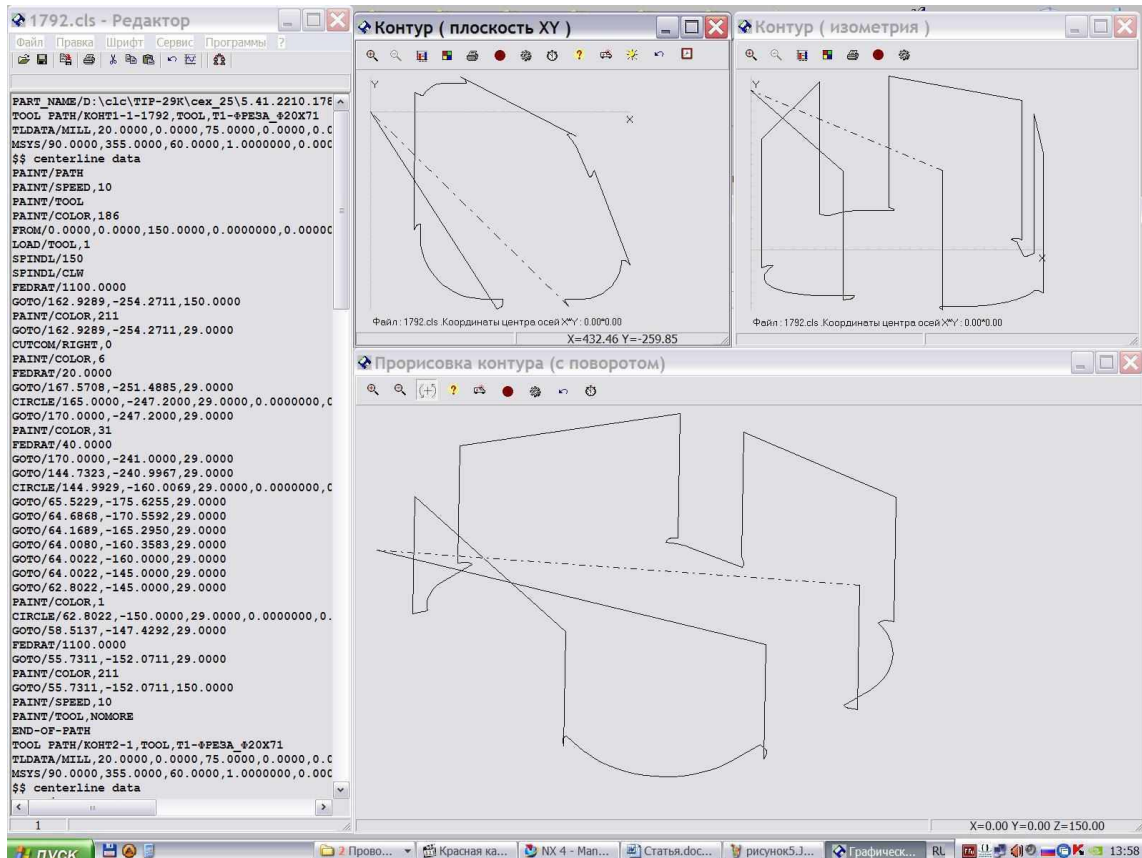 1792.cls - Редактор
Файл Правка Шрифт Сервис Программы ?
PART_NAME/D:\clc\TIP-29K\cex_25\5.41.2210.178
TOOL PATH/КОНТ1-1-1792,TOOL,T1-ФРЕЗА_Ф20X71
TLDATA/MILL,20.0000,0.0000,75.0000,0.0000,0.0
MSYS/90.0000,355.0000,60.0000,1.0000000,0.000
$$ centerline data
PAINT/PATH
PAINT/SPEED,10
PAINT/TOOL
PAINT/COLOR,186
FROM/0.0000,0.0000,150.0000,0.0000000,0.00000
LOAD/TOOL,1
SPINDL/150
SPINDL/CLW
FEDRAT/1100.0000
GOTO/162.9289,-254.2711,150.0000
PAINT/COLOR,211
GOTO/162.9289,-254.2711,29.0000
CUTCOM/RIGHT,0
PAINT/COLOR,6
FEDRAT/20.0000
GOTO/167.5708,-251.4885,29.0000
CIRCLE/165.0000,-247.2000,29.0000,0.0000000,0
GOTO/170.0000,-247.2000,29.0000
PAINT/COLOR,31
FEDRAT/40.0000
GOTO/170.0000,-241.0000,29.0000
GOTO/144.7323,-240.9967,29.0000
CIRCLE/144.9929,-160.0069,29.0000,0.0000000,0
GOTO/65.5229,-175.6255,29.0000
GOTO/64.6868,-170.5592,29.0000
GOTO/64.1689,-165.2950,29.0000
GOTO/64.0080,-160.3583,29.0000
GOTO/64.0022,-160.0000,29.0000
GOTO/64.0022,-145.0000,29.0000
GOTO/62.8022,-145.0000,29.0000
PAINT/COLOR,1
CIRCLE/62.8022,-150.0000,29.0000,0.0000000,0.
GOTO/58.5137,-147.4292,29.0000
FEDRAT/1100.0000
GOTO/55.7311,-152.0711,29.0000
PAINT/COLOR,211
GOTO/55.7311,-152.0711,150.0000
PAINT/SPEED,10
PAINT/TOOL,NOMORE
END-OF-PATH
TOOL PATH/КОНТ2-1,TOOL,T1-ФРЕЗА_Ф20X71
TLDATA/MILL,20.0000,0.0000,75.0000,0.0000,0.0
MSYS/90.0000,355.0000,60.0000,1.0000000,0.000
$$ centerline data
1
Контур ( плоскость XY )
Y
X
Файл : 1792.cls .Координаты центра осей X*Y : 0.00*0.00
X=432.46 Y=-259.85
Контур ( изометрия )
Y
X
Файл : 1792.cls .Координаты центра осей X*Y : 0.00*0.00
Прорисовка контура (с поворотом)
X=0.00 Y=0.00 Z=150.00
пуск
2 Прово...
Красная ка...
NX 4 - Man...
Статья.doc...
рисунок5.J...
Графическ...
RL
13:58